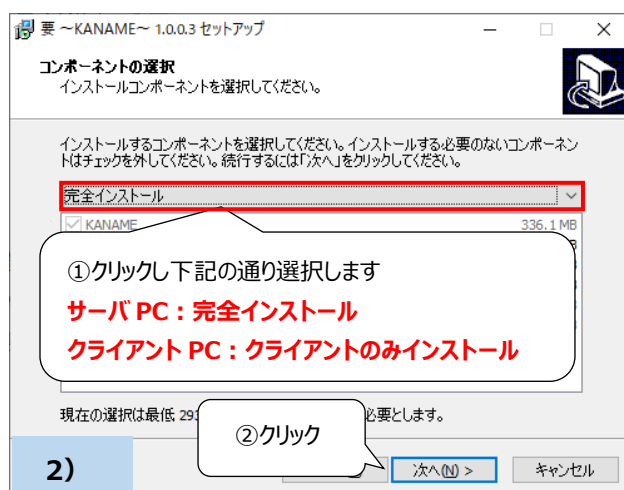 要 ~KANAME~ 1.0.0.3 セットアップ
コンポーネントの選択
インストールコンポーネントを選択してください。
インストールするコンポーネントを選択してください。インストールする必要のないコンポーネン
トはチェックを外してください。続行するには「次へ」をクリックしてください。
完全インストール
KANAME 336.1 MB
①クリックし下記の通り選択します
サーバ PC:完全インストール
クライアント PC:クライアントのみインストール
現在の選択は最低 必要とします。
②クリック
2)
次へ(N) > キャンセル